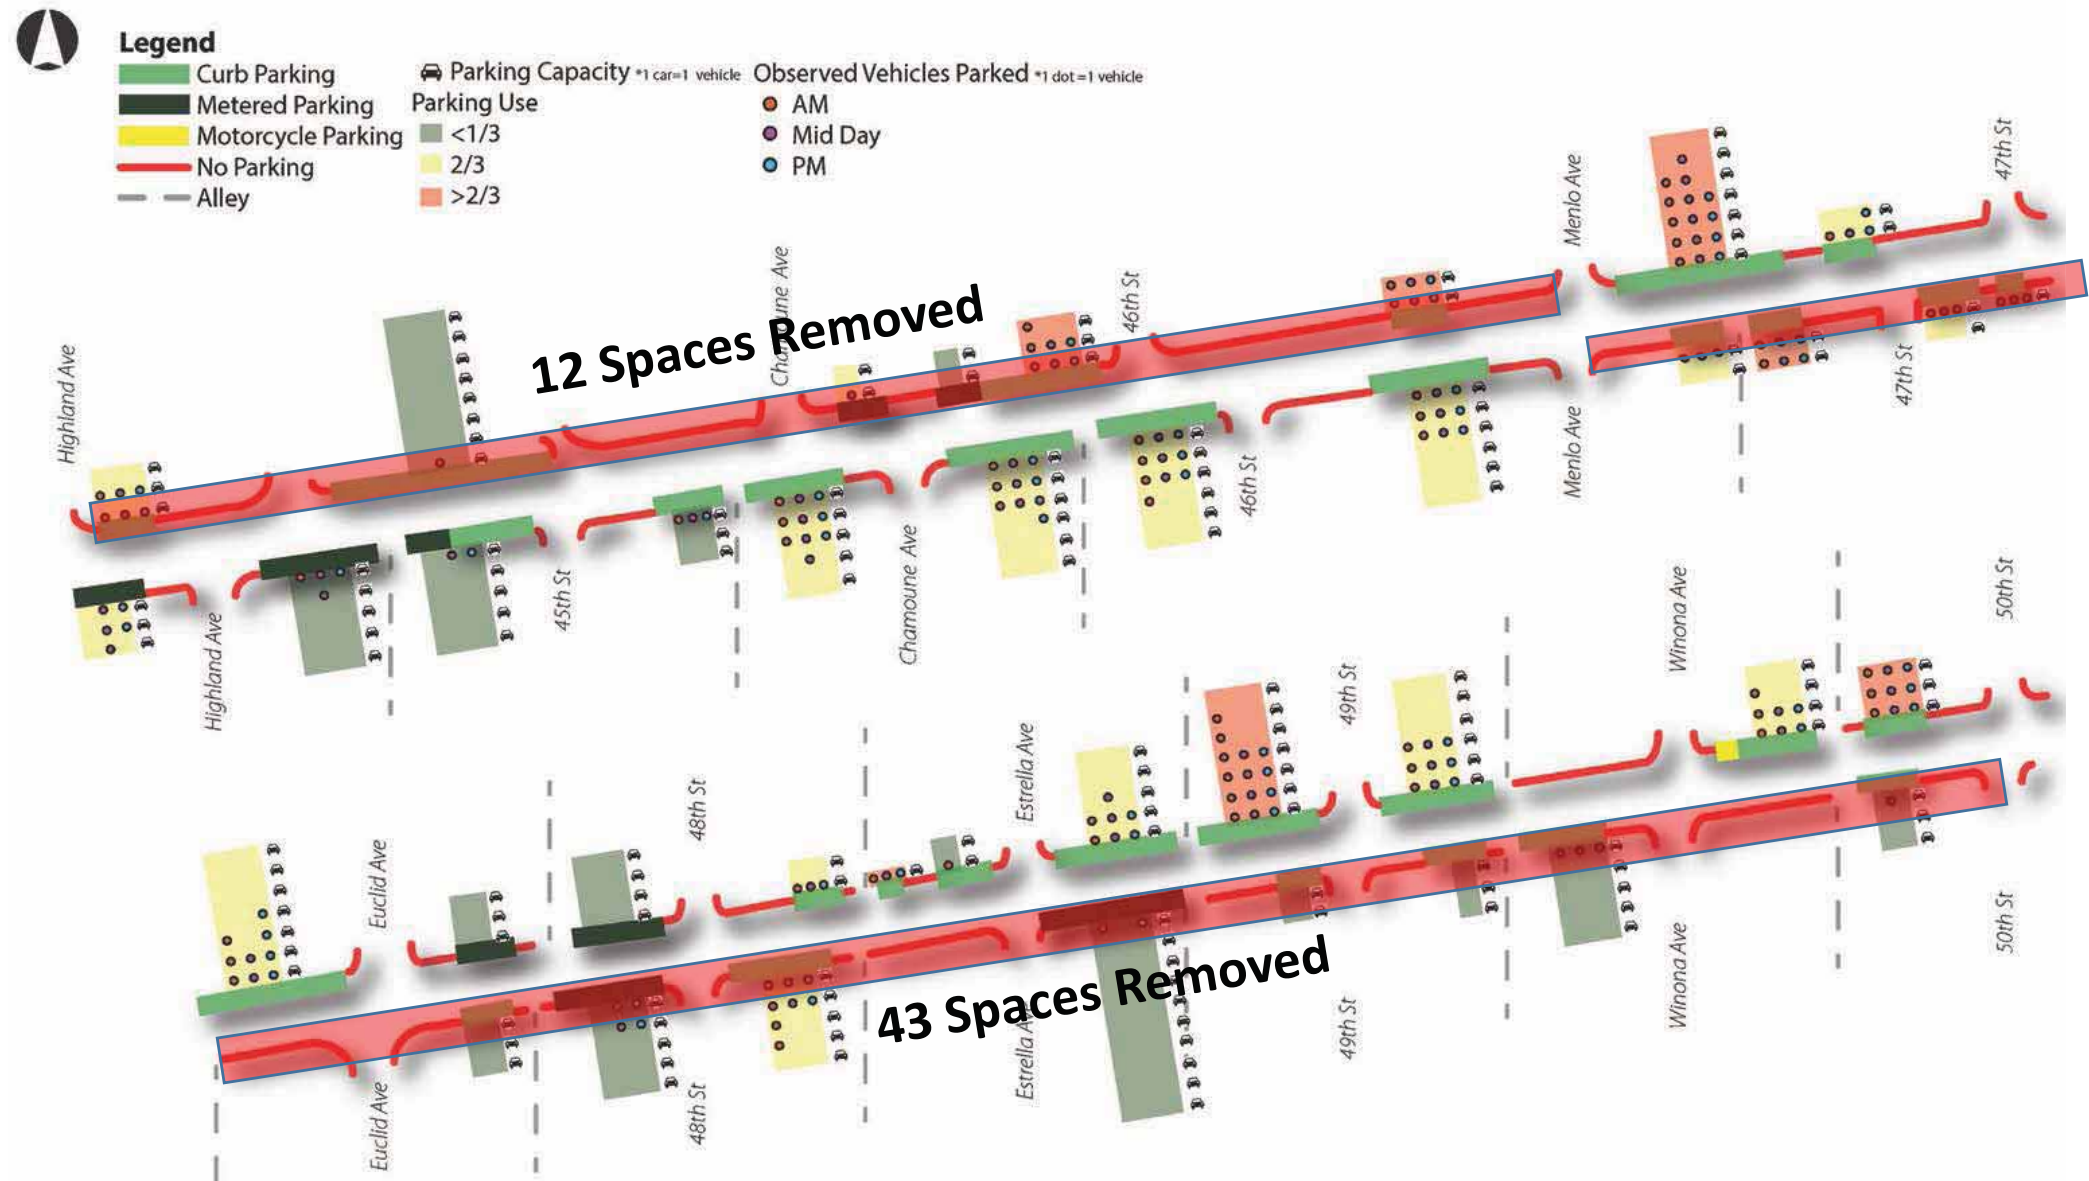 Legend
Curb Parking
Metered Parking
Motorcycle Parking
No Parking
Alley
Parking Capacity *1 car=1 vehicle
Parking Use
<1/3
2/3
>2/3
Observed Vehicles Parked *1 dot=1 vehicle
AM
Mid Day
PM
Highland Ave
Chamoune Ave
46th St
Menlo Ave
47th St
12 Spaces Removed
Highland Ave
45th St
Chamoune Ave
46th St
Menlo Ave
47th St
Euclid Ave
48th St
Estrella Ave
49th St
Winona Ave
50th St
43 Spaces Removed
Euclid Ave
48th St
Estrella Ave
49th St
Winona Ave
50th St